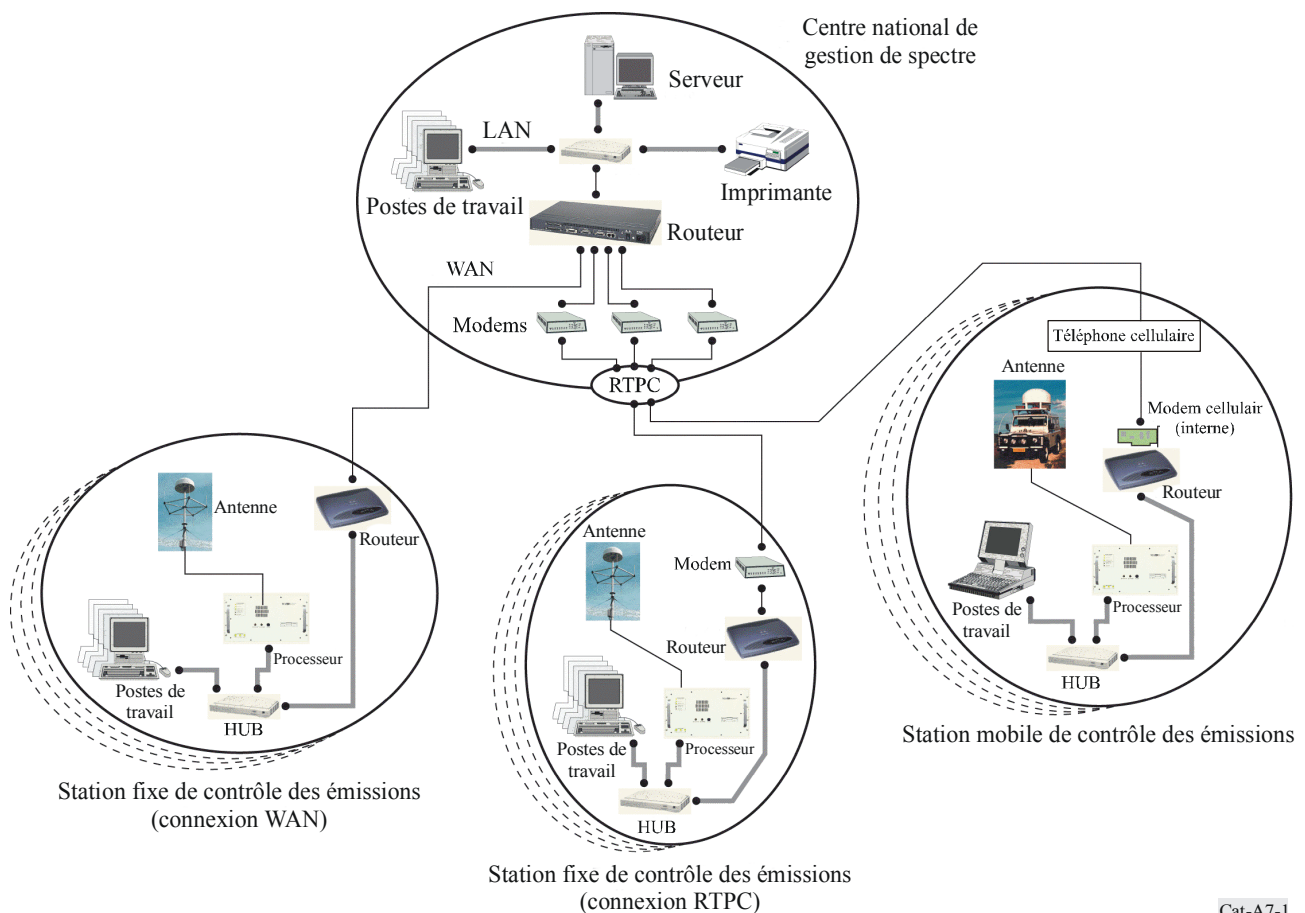 Centre national de
gestion de spectre
Serveur
LAN
Postes de travail
Imprimante
Routeur
WAN
Modems
RTPC
Téléphone cellulaire
Antenne
Modem cellulair
(interne)
Routeur
Postes de
travail
Processeur
HUB
Station mobile de contrôle des émissions
Antenne
Routeur
Processeur
Postes de
travail
HUB
Station fixe de contrôle des émissions
(connexion WAN)
Antenne
Modem
Routeur
Postes de
travail
Processeur
HUB
Station fixe de contrôle des émissions
(connexion RTPC)
Cat-A7-1